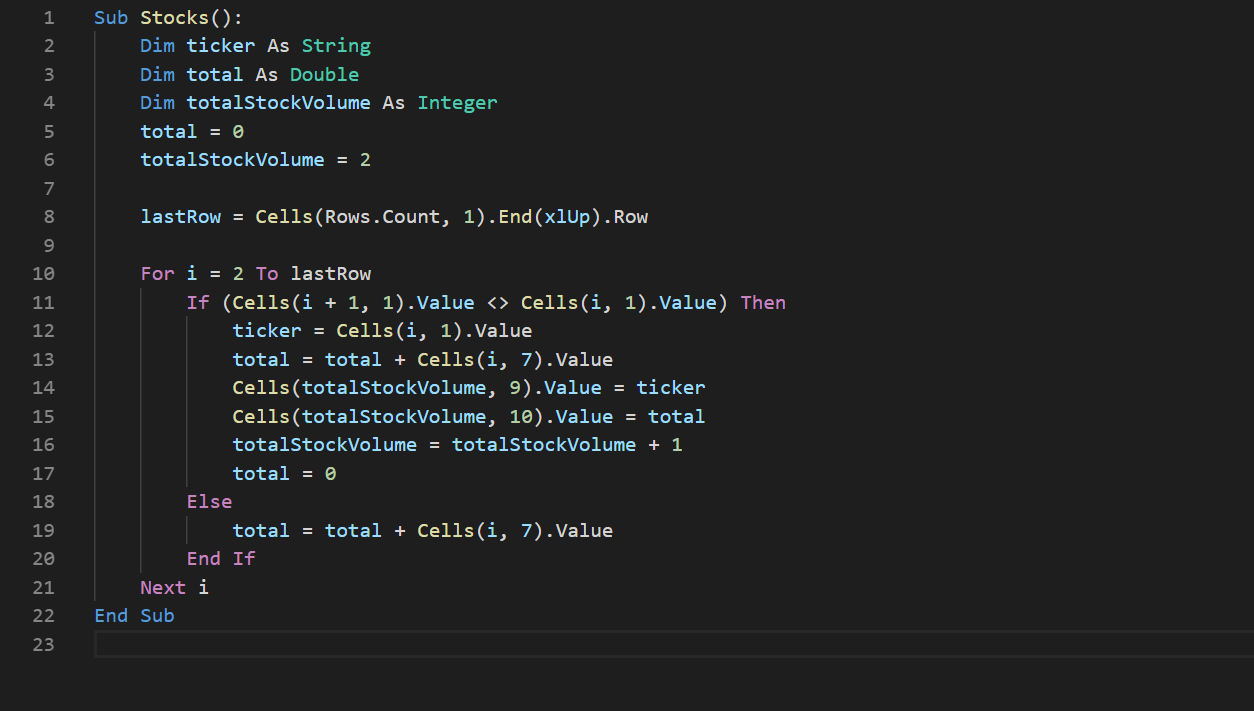 1 Sub Stocks():
2     Dim ticker As String
3     Dim total As Double
4     Dim totalStockVolume As Integer
5     total = 0
6     totalStockVolume = 2
7
8     lastRow = Cells(Rows.Count, 1).End(xlUp).Row
9
10     For i = 2 To lastRow
11         If (Cells(i + 1, 1).Value <> Cells(i, 1).Value) Then
12             ticker = Cells(i, 1).Value
13             total = total + Cells(i, 7).Value
14             Cells(totalStockVolume, 9).Value = ticker
15             Cells(totalStockVolume, 10).Value = total
16             totalStockVolume = totalStockVolume + 1
17             total = 0
18         Else
19             total = total + Cells(i, 7).Value
20         End If
21     Next i
22 End Sub
23